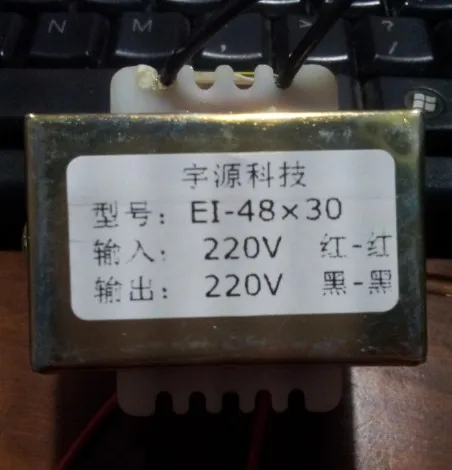 N M < , > . ? /
宇源科技
型号： EI-48×30
输入： 220V 红-红
输出： 220V 黑-黑